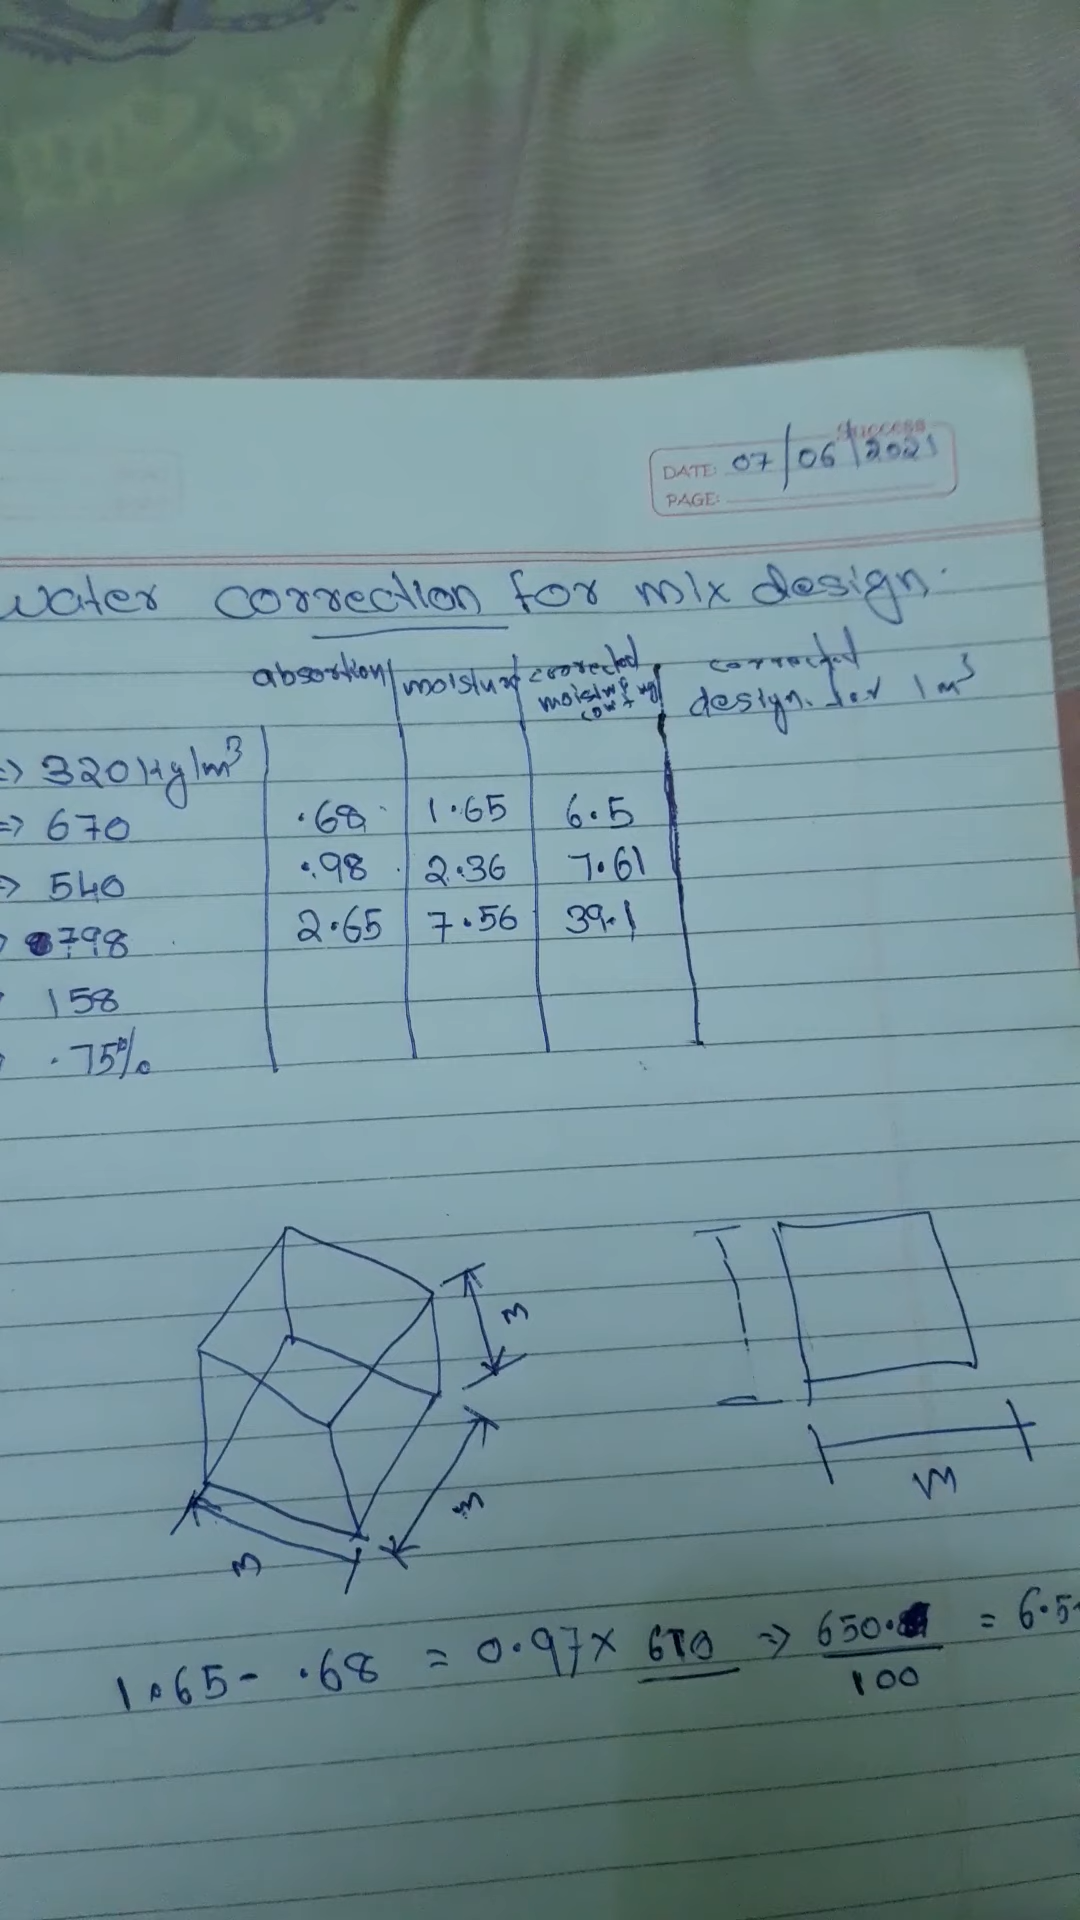 Success
DATE: 07/06/2021
PAGE:
water correction for mix design.
absortion moisture corrected corrected
moisture design. for 1m³
=> 320 kg/m³
=> 670 .68 1.65 6.5
=> 540 .98 2.36 7.61
798 2.65 7.56 39.1
158
.75%
m
m
m
m
1.65 - .68 = 0.97 × 670 => 650. = 6.5
100